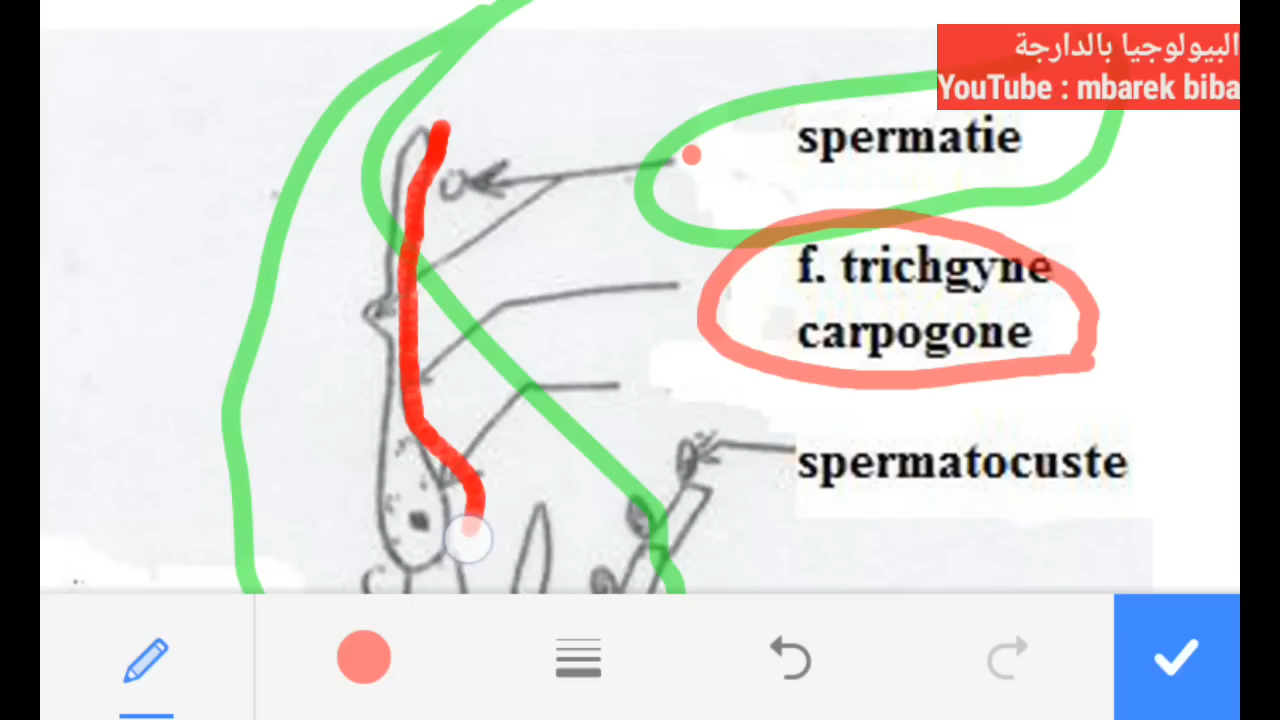 البيولوجيا بالدارجة
YouTube : mbarek biba
spermatie
f. trichgyne
carpogone
spermatocuste